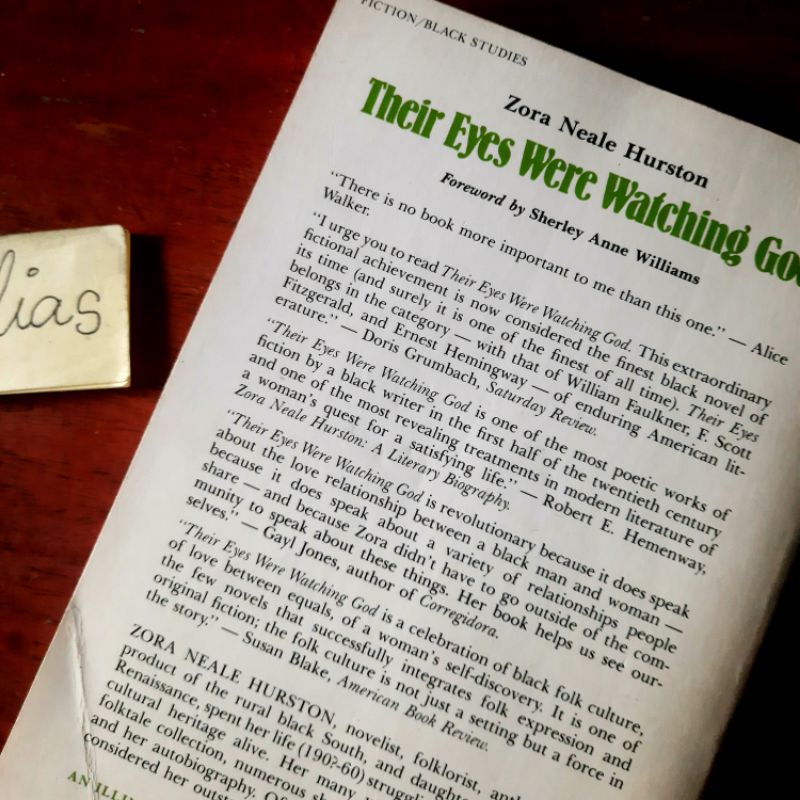 FICTION/BLACK STUDIES
Zora Neale Hurston
Their Eyes Were Watching
Foreword by Sherley Anne Williams
"There is no book more important to me than this one." — Alice
Walker.
"I urge you to read Their Eyes Were Watching God. This extraordinary
fictional achievement is now considered the finest black novel of
its time (and surely it is one of the finest of all time). Their Eyes
belongs in the category — with that of William Faulkner, F. Scott
Fitzgerald, and Ernest Hemingway — of enduring American lit-
erature." — Doris Grumbach, Saturday Review.
"Their Eyes Were Watching God is one of the most poetic works of
fiction by a black writer in the first half of the twentieth century
and one of the most revealing treatments in modern literature of
a woman's quest for a satisfying life." — Robert E. Hemenway,
Zora Neale Hurston: A Literary Biography.
"Their Eyes Were Watching God is revolutionary because it does speak
about the love relationship between a black man and woman —
because it does speak about a variety of relationships people
share — and because Zora didn't have to go outside of the com-
munity to speak about these things. Her book helps us see our-
selves." — Gayl Jones, author of Corregidora.
"Their Eyes Were Watching God is a celebration of black folk culture,
of love between equals, of a woman's self-discovery. It is one of
the few novels that successfully integrates folk expression and
original fiction; the folk culture is not just a setting but a force in
the story." — Susan Blake, American Book Review.
ZORA NEALE HURSTON, novelist, folklorist,
product of the rural black South, and
Renaissance, spent her life (190?-60)
cultural heritage alive. Her many
folktale collection, numerous
and her autobiography.
considered her
AN
lias